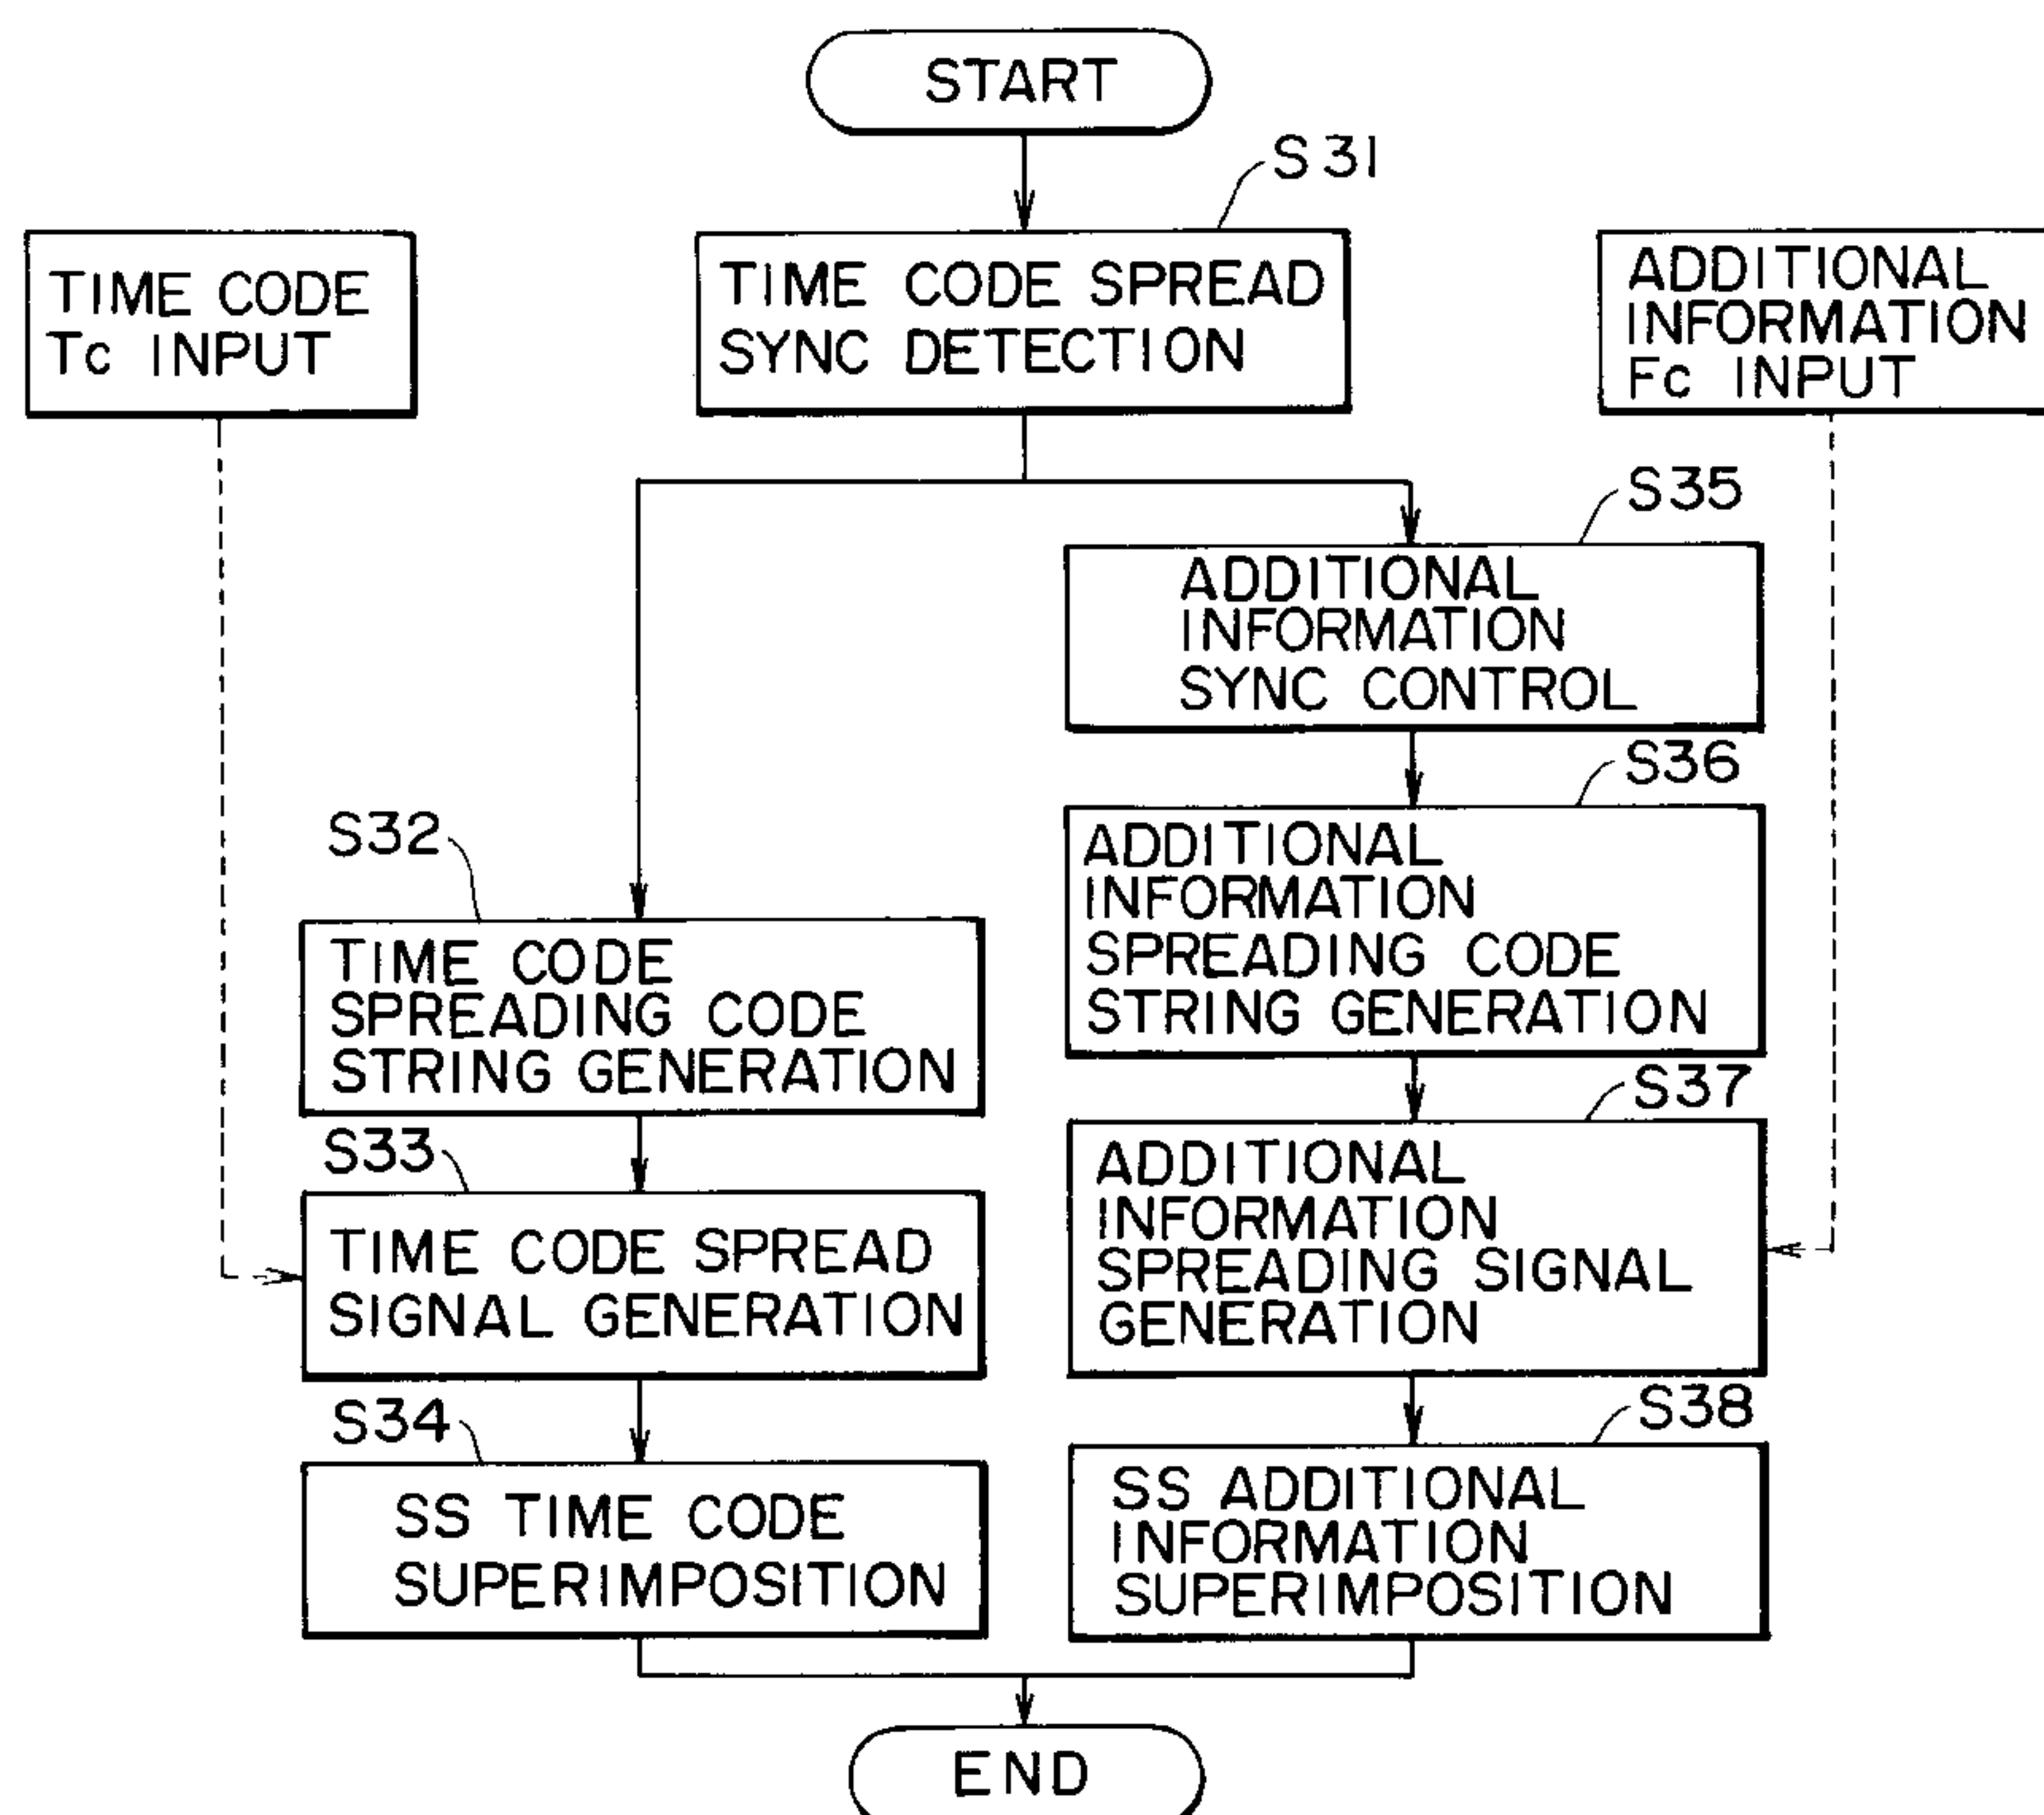 START
S31
TIME CODE
Tc INPUT
TIME CODE SPREAD
SYNC DETECTION
ADDITIONAL
INFORMATION
Fc INPUT
S35
ADDITIONAL
INFORMATION
SYNC CONTROL
S36
ADDITIONAL
INFORMATION
SPREADING CODE
STRING GENERATION
S32
TIME CODE
SPREADING CODE
STRING GENERATION
S37
ADDITIONAL
INFORMATION
SPREADING SIGNAL
GENERATION
S33
TIME CODE SPREAD
SIGNAL GENERATION
S34
SS TIME CODE
SUPERIMPOSITION
S38
SS ADDITIONAL
INFORMATION
SUPERIMPOSITION
END